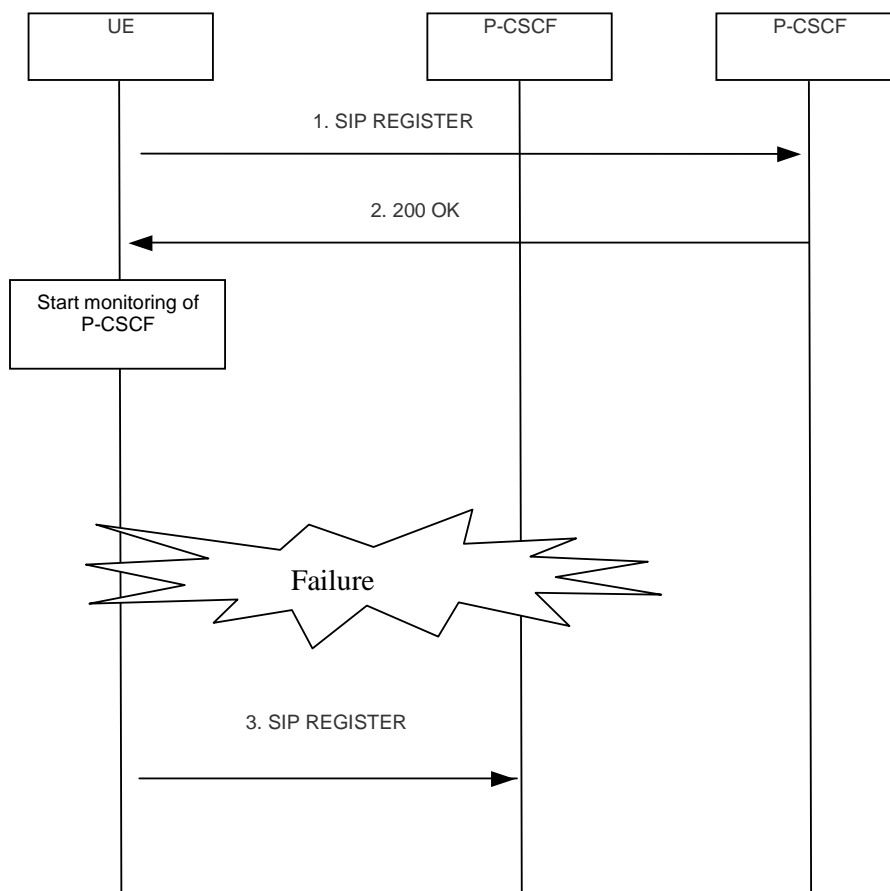 UE
P-CSCF
P-CSCF
1. SIP REGISTER
2. 200 OK
Start monitoring of
P-CSCF
Failure
3. SIP REGISTER